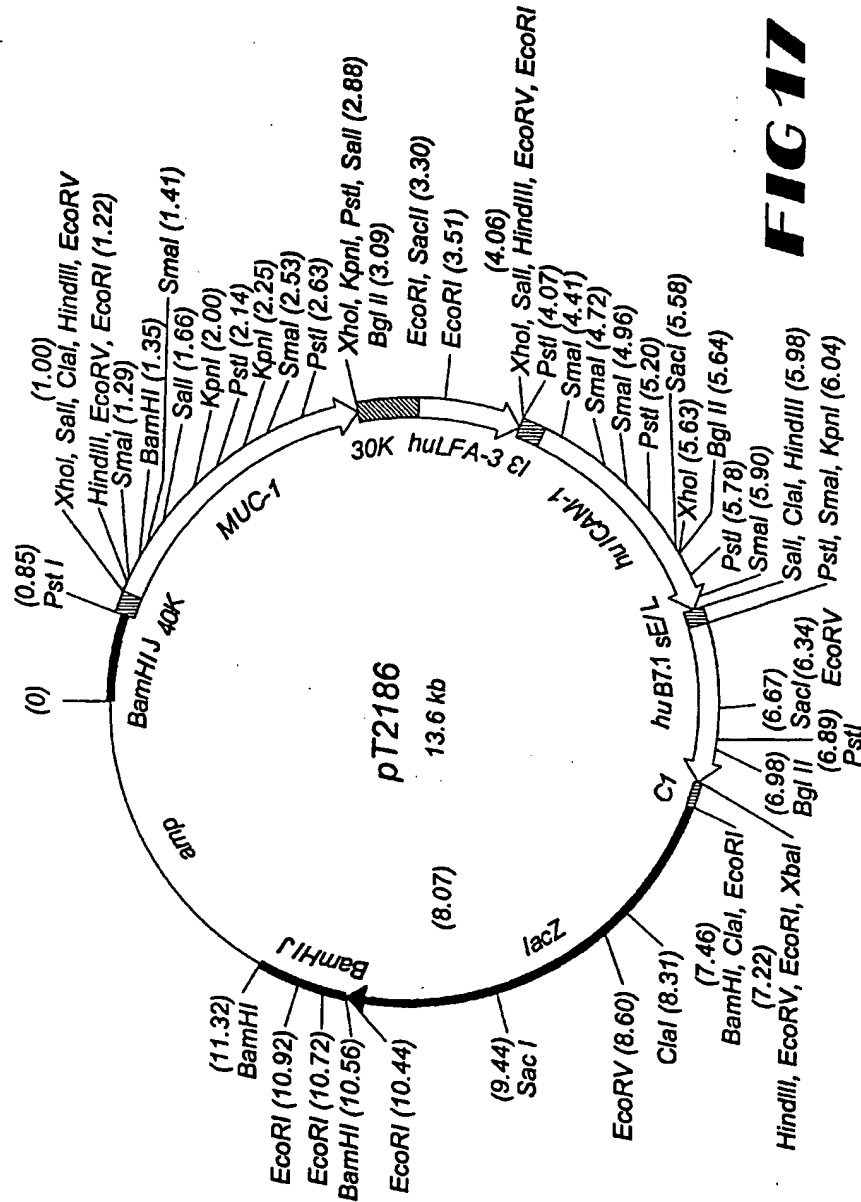 (0)
(0.85)
Pst I
(1.00)
XhoI, SalI, ClaI, HindIII, EcoRV
HindIII, EcoRV, EcoRI (1.22)
SmaI (1.29)
BamHI (1.35)
SmaI (1.41)
SalI (1.66)
KpnI (2.00)
PstI (2.14)
KpnI (2.25)
SmaI (2.53)
PstI (2.63)
XhoI, KpnI, PstI, SalI (2.88)
Bgl II (3.09)
EcoRI, SacII (3.30)
EcoRI (3.51)
(4.06)
XhoI, SalI, HindIII, EcoRV, EcoRI
PstI (4.07)
SmaI (4.41)
SmaI (4.72)
SmaI (4.96)
PstI (5.20)
SacI (5.58)
XhoI (5.63)
Bgl II (5.64)
PstI (5.78)
SmaI (5.90)
SalI, ClaI, HindIII (5.98)
PstI, SmaI, KpnI (6.04)
(6.34)
EcoRV
(6.67)
SacI
(6.89)
PstI
(6.98)
Bgl II
HindIII, EcoRV, EcoRI, XbaI
(7.22)
BamHI, ClaI, EcoRI
(7.46)
ClaI (8.31)
EcoRV (8.60)
(9.44)
Sac I
EcoRI (10.44)
BamHI (10.56)
EcoRI (10.72)
EcoRI (10.92)
(11.32)
BamHI
BamHI J
40K
MUC-1
30K
huLFA-3
I3
huICAM-1
sE/L
huB7.1
C1
lacZ
BamHI J
amp
pT2186
13.6 kb
(8.07)
FIG 17